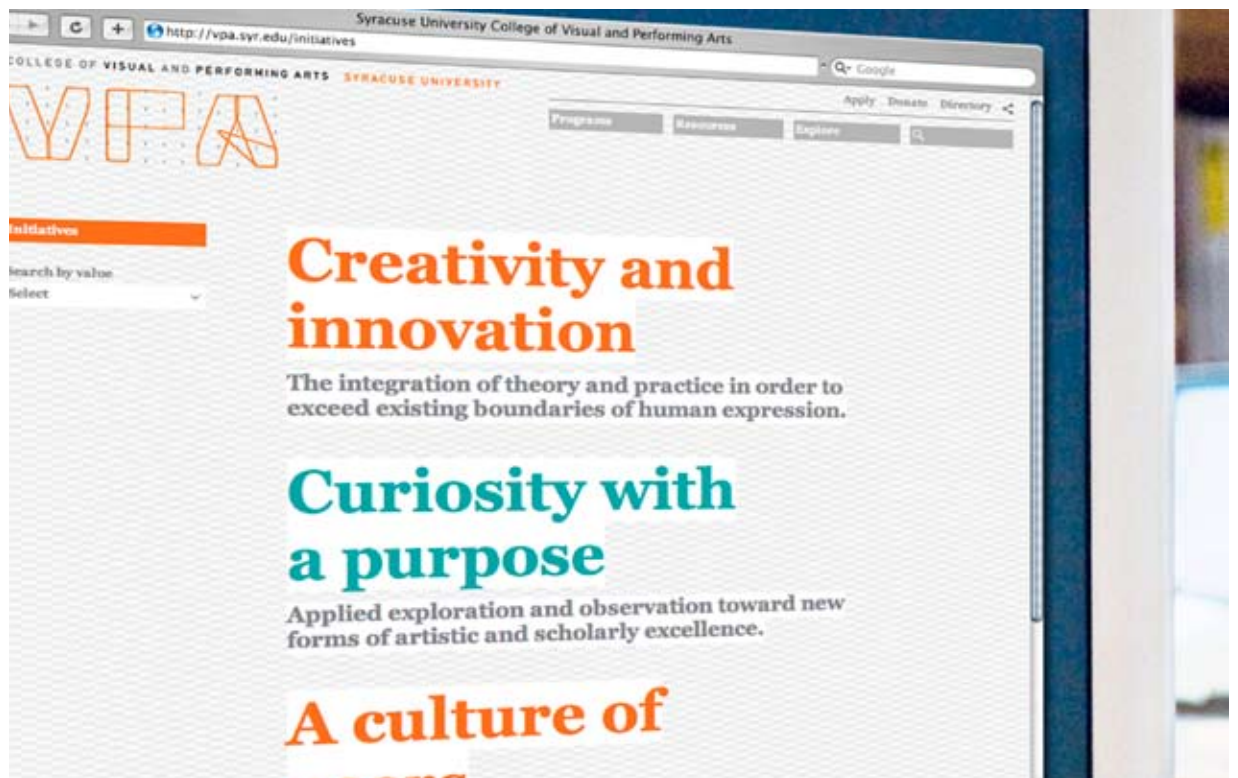 Syracuse University College of Visual and Performing Arts
http://vpa.syr.edu/initiatives
Google
COLLEGE OF VISUAL AND PERFORMING ARTS SYRACUSE UNIVERSITY
VPA
Apply Donate Directory
Programs Resources Explore
Initiatives
Search by value
Select
Creativity and
innovation
The integration of theory and practice in order to
exceed existing boundaries of human expression.
Curiosity with
a purpose
Applied exploration and observation toward new
forms of artistic and scholarly excellence.
A culture of